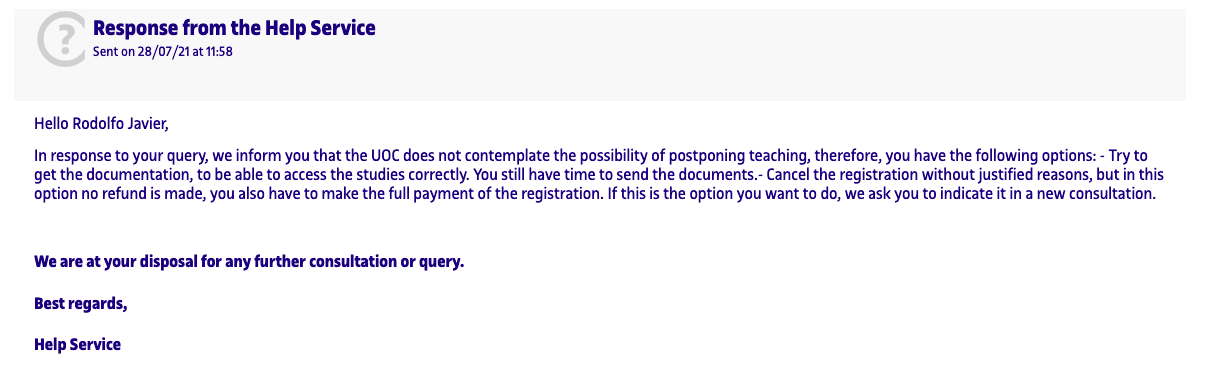 Response from the Help Service
Sent on 28/07/21 at 11:58
Hello Rodolfo Javier,
In response to your query, we inform you that the UOC does not contemplate the possibility of postponing teaching, therefore, you have the following options: - Try to
get the documentation, to be able to access the studies correctly. You still have time to send the documents.- Cancel the registration without justified reasons, but in this
option no refund is made, you also have to make the full payment of the registration. If this is the option you want to do, we ask you to indicate it in a new consultation.
We are at your disposal for any further consultation or query.
Best regards,
Help Service